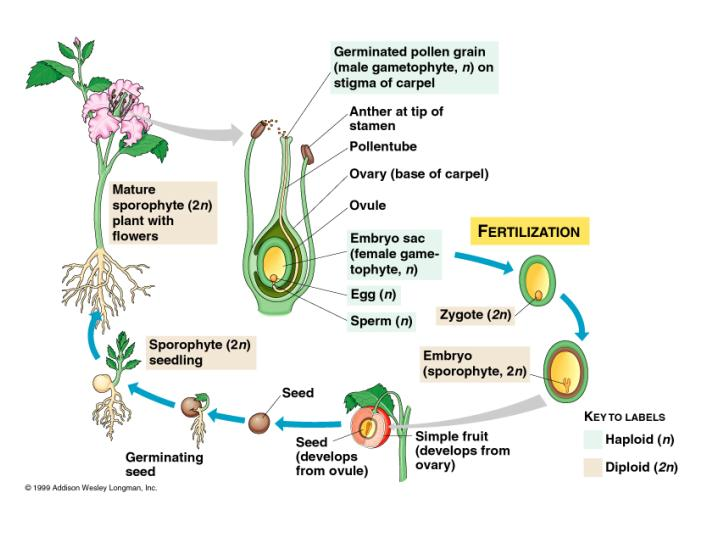 Germinated pollen grain
(male gametophyte, n) on
stigma of carpel
Anther at tip of
stamen
Pollentube
Ovary (base of carpel)
Mature
sporophyte (2n)
plant with
flowers
Ovule
FERTILIZATION
Embryo sac
(female game-
tophyte, n)
Egg (n)
Sperm (n)
Zygote (2n)
Sporophyte (2n)
seedling
Embryo
(sporophyte, 2n)
Seed
KEY TO LABELS
Haploid (n)
Diploid (2n)
Simple fruit
(develops from
ovary)
Seed
(develops
from ovule)
Germinating
seed
© 1999 Addison Wesley Longman, Inc.